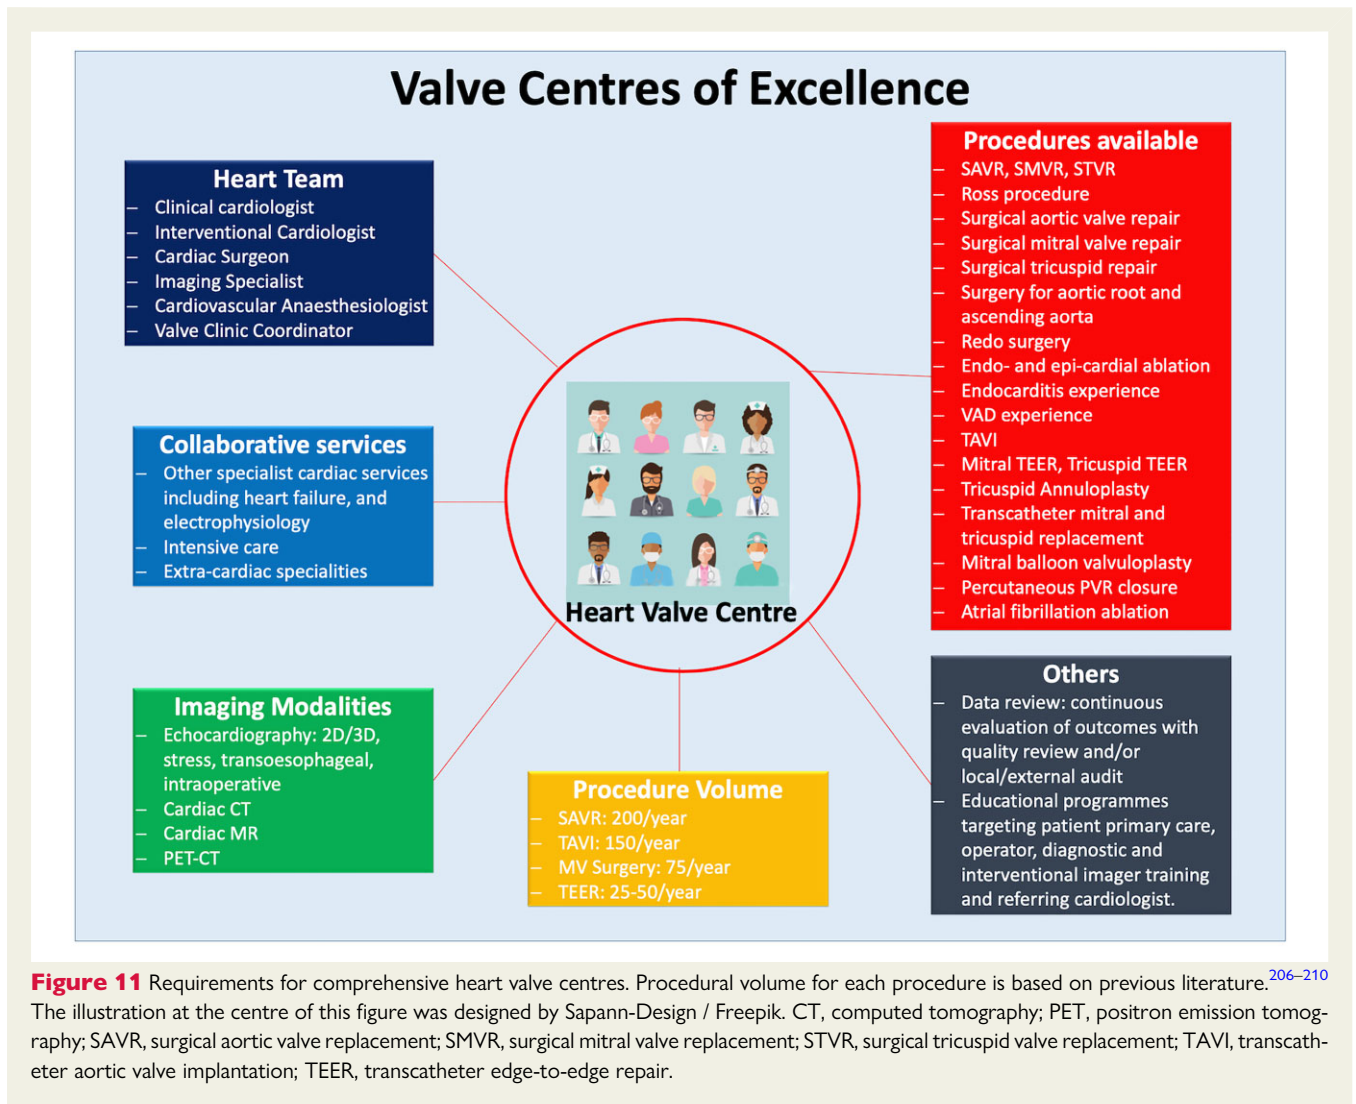 Valve Centres of Excellence
Heart Team
– Clinical cardiologist
– Interventional Cardiologist
– Cardiac Surgeon
– Imaging Specialist
– Cardiovascular Anaesthesiologist
– Valve Clinic Coordinator
Collaborative services
– Other specialist cardiac services
including heart failure, and
electrophysiology
– Intensive care
– Extra-cardiac specialities
Imaging Modalities
– Echocardiography: 2D/3D,
stress, transoesophageal,
intraoperative
– Cardiac CT
– Cardiac MR
– PET-CT
Heart Valve Centre
Procedure Volume
– SAVR: 200/year
– TAVI: 150/year
– MV Surgery: 75/year
– TEER: 25-50/year
Procedures available
– SAVR, SMVR, STVR
– Ross procedure
– Surgical aortic valve repair
– Surgical mitral valve repair
– Surgical tricuspid repair
– Surgery for aortic root and
ascending aorta
– Redo surgery
– Endo- and epi-cardial ablation
– Endocarditis experience
– VAD experience
– TAVI
– Mitral TEER, Tricuspid TEER
– Tricuspid Annuloplasty
– Transcatheter mitral and
tricuspid replacement
– Mitral balloon valvuloplasty
– Percutaneous PVR closure
– Atrial fibrillation ablation
Others
– Data review: continuous
evaluation of outcomes with
quality review and/or
local/external audit
– Educational programmes
targeting patient primary care,
operator, diagnostic and
interventional imager training
and referring cardiologist.
Figure 11 Requirements for comprehensive heart valve centres. Procedural volume for each procedure is based on previous literature.206–210
The illustration at the centre of this figure was designed by Sapann-Design / Freepik. CT, computed tomography; PET, positron emission tomog-
raphy; SAVR, surgical aortic valve replacement; SMVR, surgical mitral valve replacement; STVR, surgical tricuspid valve replacement; TAVI, transcath-
eter aortic valve implantation; TEER, transcatheter edge-to-edge repair.